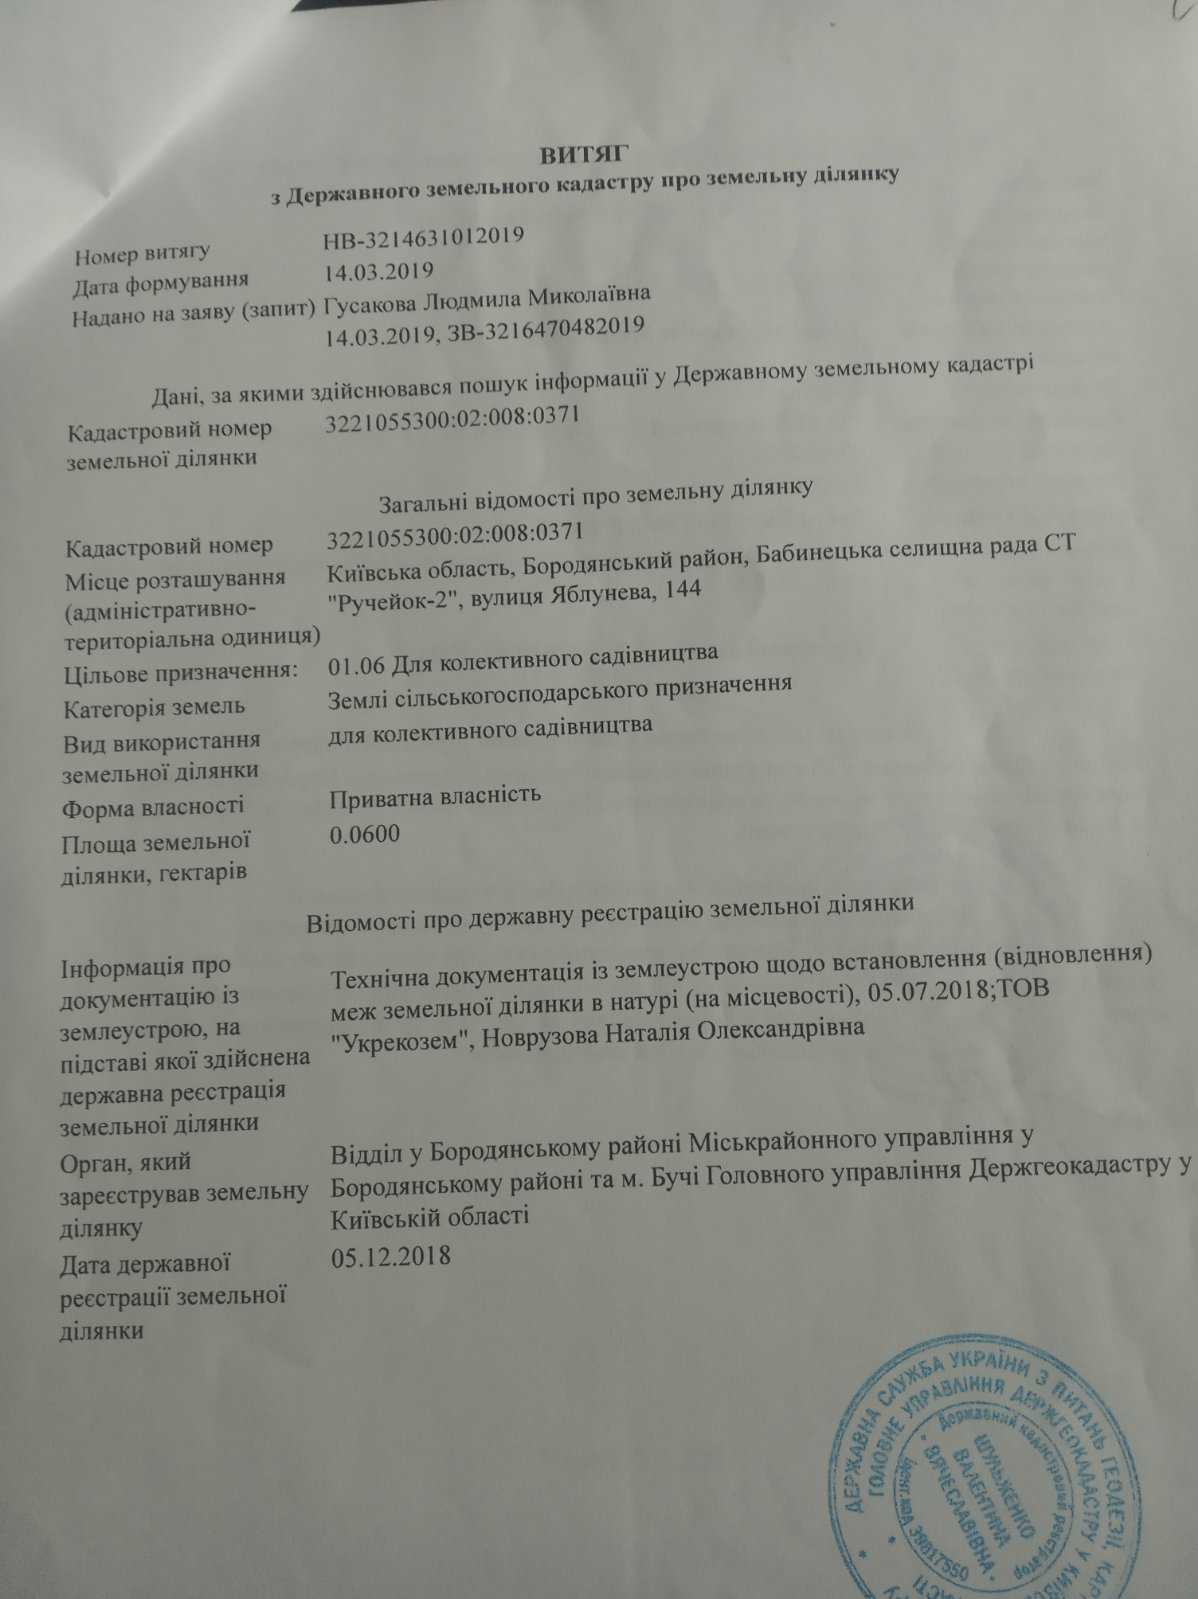 ВИТЯГ
з Державного земельного кадастру про земельну ділянку
Номер витягу НВ-3214631012019
Дата формування 14.03.2019
Надано на заяву (запит) Гусакова Людмила Миколаївна
14.03.2019, ЗВ-3216470482019
Дані, за якими здійснювався пошук інформації у Державному земельному кадастрі
Кадастровий номер 3221055300:02:008:0371
земельної ділянки
Загальні відомості про земельну ділянку
Кадастровий номер 3221055300:02:008:0371
Місце розташування Київська область, Бородянський район, Бабинецька селищна рада СТ
(адміністративно- "Ручейок-2", вулиця Яблунева, 144
територіальна одиниця)
Цільове призначення: 01.06 Для колективного садівництва
Категорія земель Землі сільськогосподарського призначення
Вид використання для колективного садівництва
земельної ділянки
Форма власності Приватна власність
Площа земельної 0.0600
ділянки, гектарів
Відомості про державну реєстрацію земельної ділянки
Інформація про Технічна документація із землеустрою щодо встановлення (відновлення)
документацію із меж земельної ділянки в натурі (на місцевості), 05.07.2018;ТОВ
землеустрою, на "Укрекозем", Новрузова Наталія Олександрівна
підставі якої здійснена
державна реєстрація
земельної ділянки
Орган, який Відділ у Бородянському районі Міськрайонного управління у
зареєстрував земельну Бородянському районі та м. Бучі Головного управління Держгеокадастру у
ділянку Київській області
Дата державної 05.12.2018
реєстрації земельної
ділянки
ДЕРЖАВНА СЛУЖБА УКРАЇНИ З ПИТАНЬ ГЕОДЕЗІЇ,
ГОЛОВНЕ УПРАВЛІННЯ ДЕРЖГЕОКАДАСТРУ У
Державний кадастровий реєстратор
ШУЛЬЖЕНКО
ВАЛЕНТИНА
ВЯЧЕСЛАВІВНА
39817550